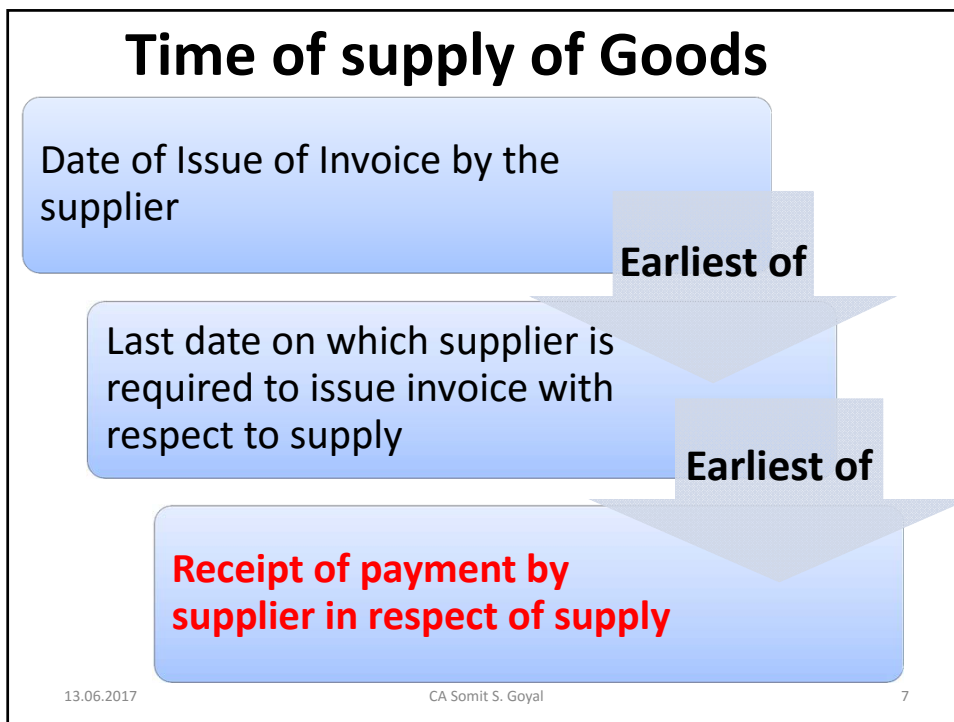 Time of supply of Goods
Date of Issue of Invoice by the
supplier
Earliest of
Last date on which supplier is
required to issue invoice with
respect to supply
Earliest of
Receipt of payment by
supplier in respect of supply
13.06.2017
CA Somit S. Goyal
7